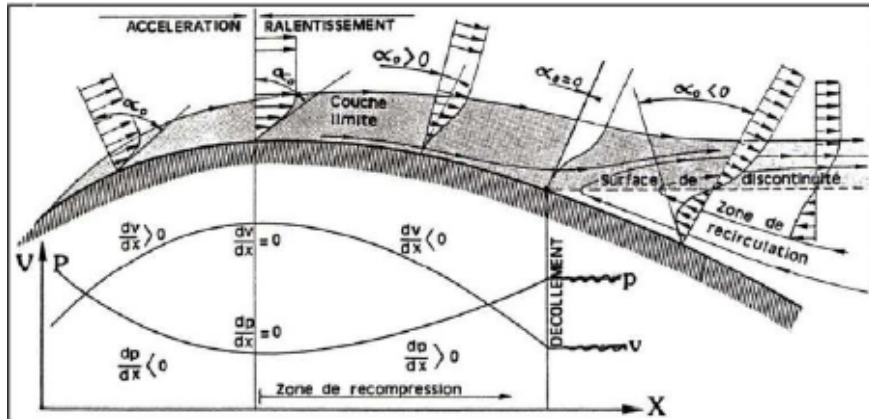 ACCELERATION
RALENTISSEMENT
α₀
α₀
α₀>0
α₀=0
α₀<0
Couche
limite
Surface de discontinuité
Zone de
recirculation
dv/dx>0
dv/dx=0
dv/dx<0
V
P
DECOLLEMENT
p
v
dp/dx<0
dp/dx=0
dp/dx>0
Zone de recompression
X